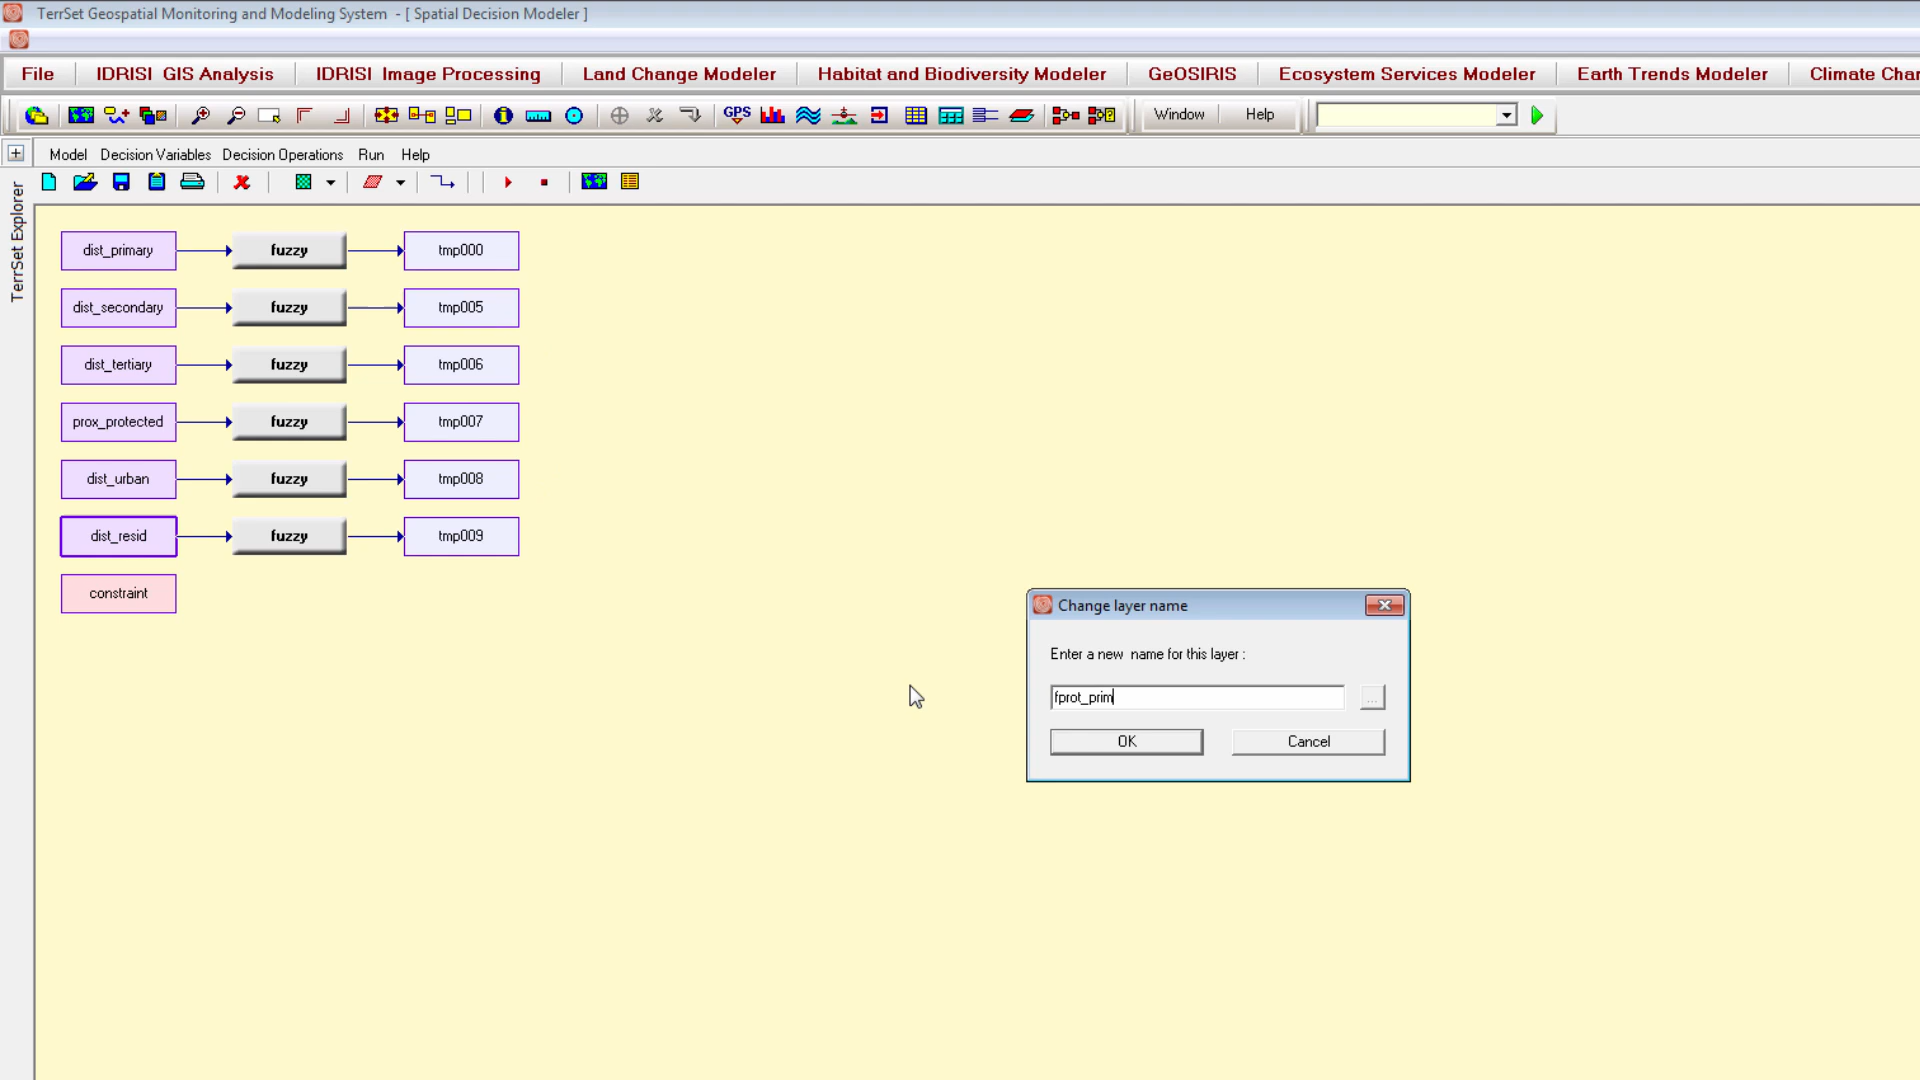 TerrSet Geospatial Monitoring and Modeling System - [ Spatial Decision Modeler ]
File IDRISI GIS Analysis IDRISI Image Processing Land Change Modeler Habitat and Biodiversity Modeler GeOSIRIS Ecosystem Services Modeler Earth Trends Modeler Climate Char
GPS Window Help
Model Decision Variables Decision Operations Run Help
TerrSet Explorer
dist_primary fuzzy tmp000
dist_secondary fuzzy tmp005
dist_tertiary fuzzy tmp006
prox_protected fuzzy tmp007
dist_urban fuzzy tmp008
dist_resid fuzzy tmp009
constraint
Change layer name
Enter a new name for this layer :
fprot_prim
...
OK Cancel